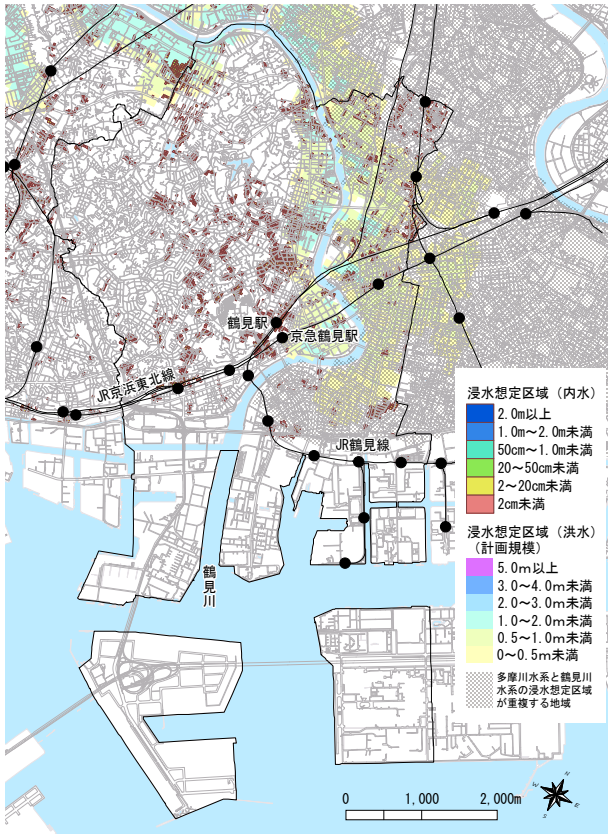 鶴見駅
京急鶴見駅
JR京浜東北線
JR鶴見線
鶴見川
浸水想定区域（内水）
2.0m以上
1.0m～2.0m未満
50cm～1.0m未満
20～50cm未満
2～20cm未満
2cm未満
浸水想定区域（洪水）
（計画規模）
5.0m以上
3.0～4.0m未満
2.0～3.0m未満
1.0～2.0m未満
0.5～1.0m未満
0～0.5m未満
多摩川水系と鶴見川
水系の浸水想定区域
が重複する地域
0 1,000 2,000m
N
W
E
S